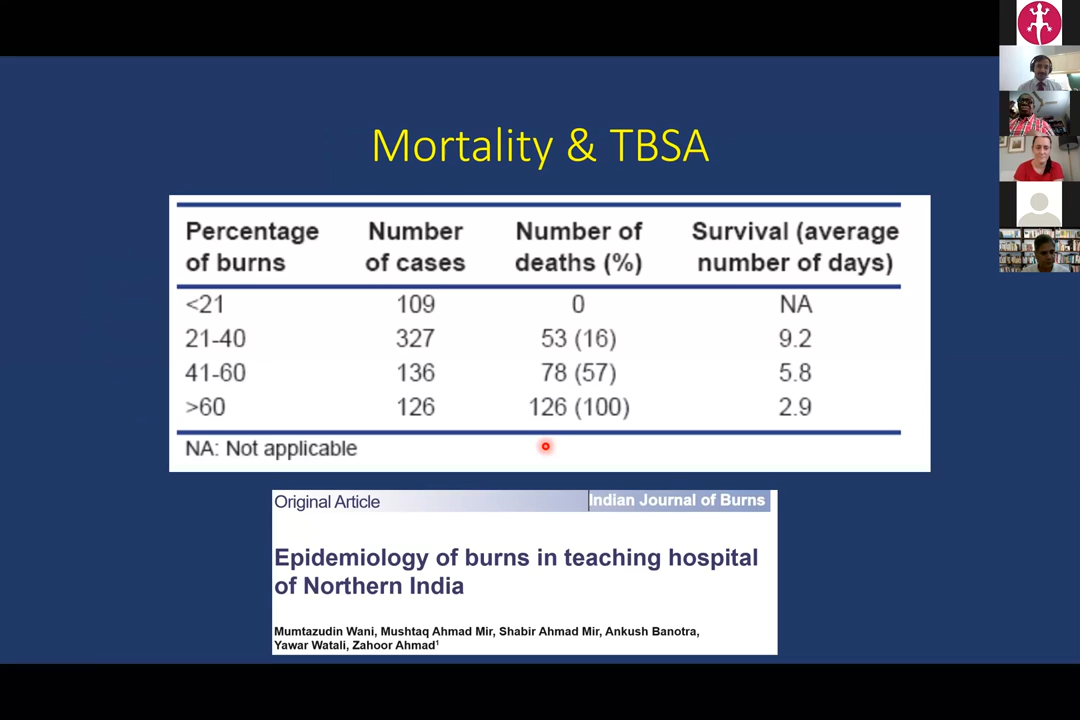 Mortality & TBSA
Percentage of burns Number of cases Number of deaths (%) Survival (average number of days)
<21 109 0 NA
21-40 327 53 (16) 9.2
41-60 136 78 (57) 5.8
>60 126 126 (100) 2.9
NA: Not applicable
Original Article Indian Journal of Burns
Epidemiology of burns in teaching hospital
of Northern India
Mumtazudin Wani, Mushtaq Ahmad Mir, Shabir Ahmad Mir, Ankush Banotra,
Yawar Watali, Zahoor Ahmad¹